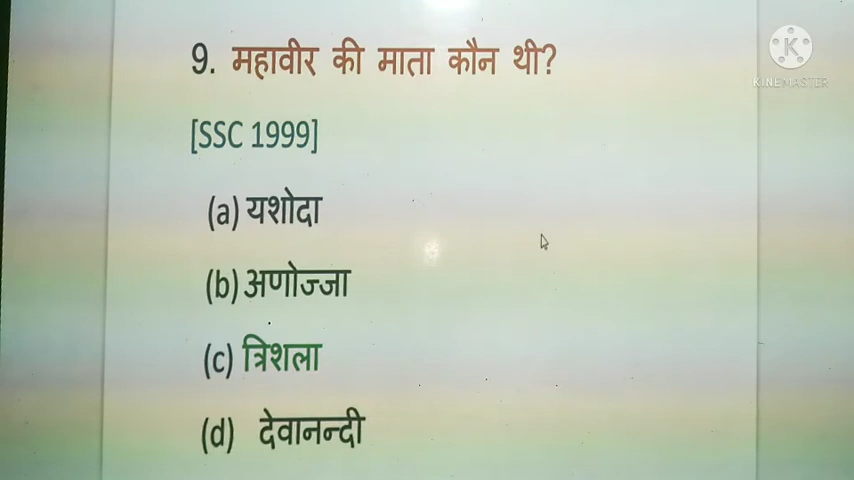 9. महावीर की माता कौन थी?
KINEMASTER
[SSC 1999]
(a) यशोदा
(b) अणोज्जा
(c) त्रिशला
(d) देवानन्दी